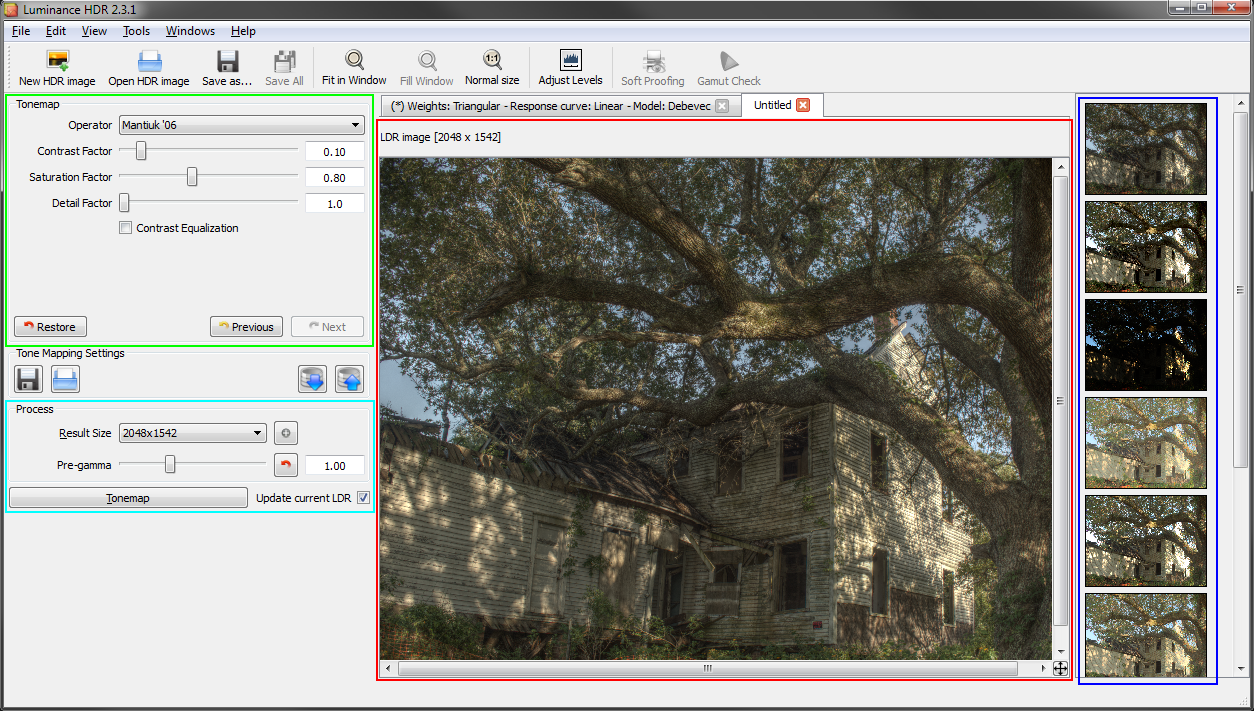 Luminance HDR 2.3.1
File Edit View Tools Windows Help
New HDR image Open HDR image Save as... Save All Fit in Window Fill Window 1:1 Normal size Adjust Levels Soft Proofing Gamut Check
Tonemap
Operator Mantiuk '06
Contrast Factor 0.10
Saturation Factor 0.80
Detail Factor 1.0
Contrast Equalization
Restore Previous Next
Tone Mapping Settings
Process
Result Size 2048x1542
Pre-gamma 1.00
Tonemap Update current LDR
(*) Weights: Triangular - Response curve: Linear - Model: Debevec Untitled
LDR image [2048 x 1542]